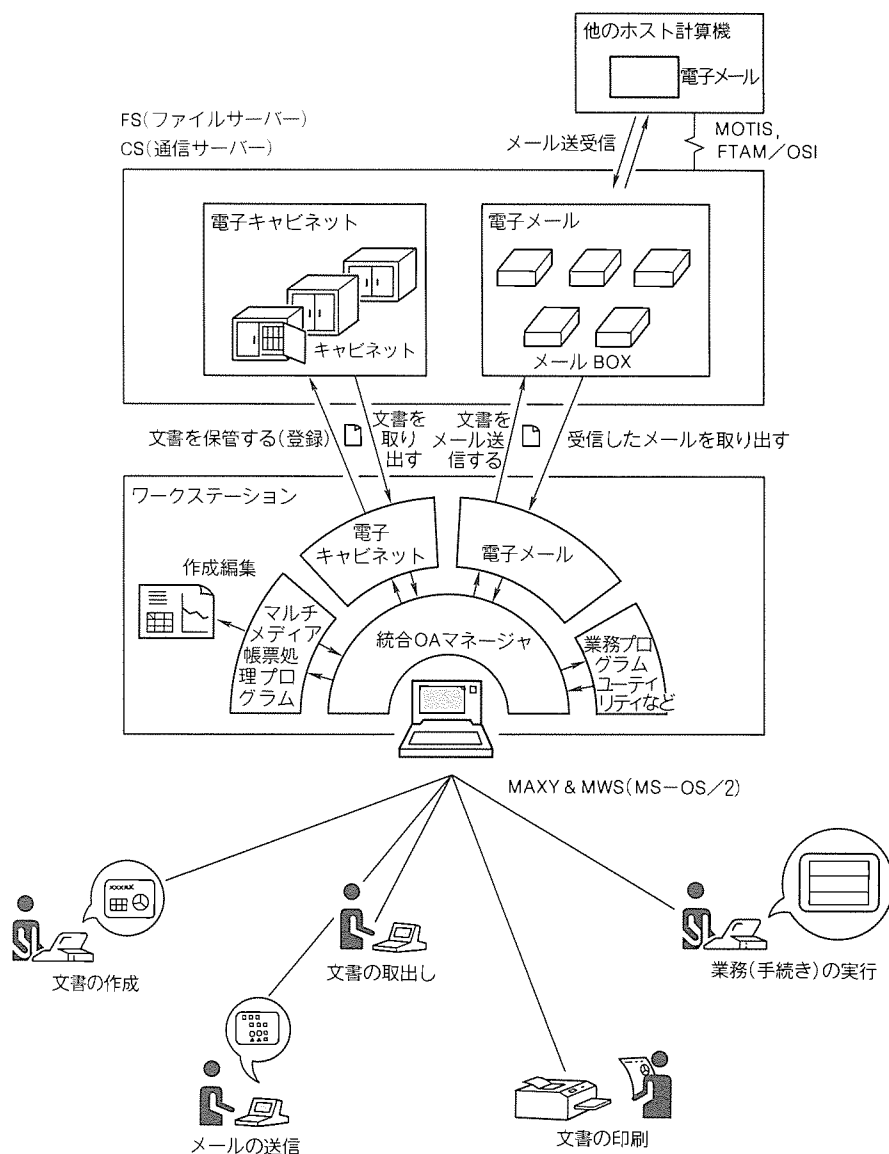 他のホスト計算機
電子メール
FS(ファイルサーバー)
CS(通信サーバー)
メール送受信
MOTIS,
FTAM/OSI
電子キャビネット
キャビネット
電子メール
メール BOX
文書を保管する(登録)
文書を
取り
出す
文書を
メール送
信する
受信したメールを取り出す
ワークステーション
作成編集
電子
キャビネット
電子メール
マルチ
メディア
帳票処
理プロ
グラム
統合OAマネージャ
業務プロ
グラム
ユーティ
リティなど
MAXY & MWS(MS-OS/2)
文書の作成
文書の取出し
業務(手続き)の実行
メールの送信
文書の印刷